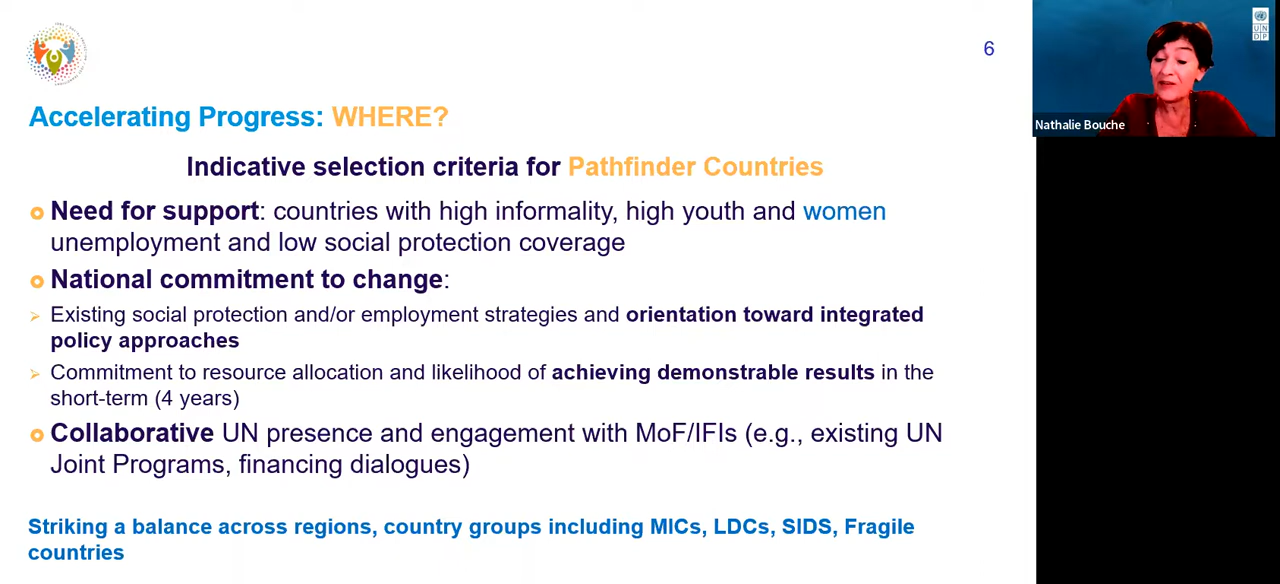 6
Accelerating Progress: WHERE?
Indicative selection criteria for Pathfinder Countries
Need for support: countries with high informality, high youth and women
unemployment and low social protection coverage
National commitment to change:
Existing social protection and/or employment strategies and orientation toward integrated
policy approaches
Commitment to resource allocation and likelihood of achieving demonstrable results in the
short-term (4 years)
Collaborative UN presence and engagement with MoF/IFIs (e.g., existing UN
Joint Programs, financing dialogues)
Striking a balance across regions, country groups including MICs, LDCs, SIDS, Fragile
countries
U N
D P
Nathalie Bouche